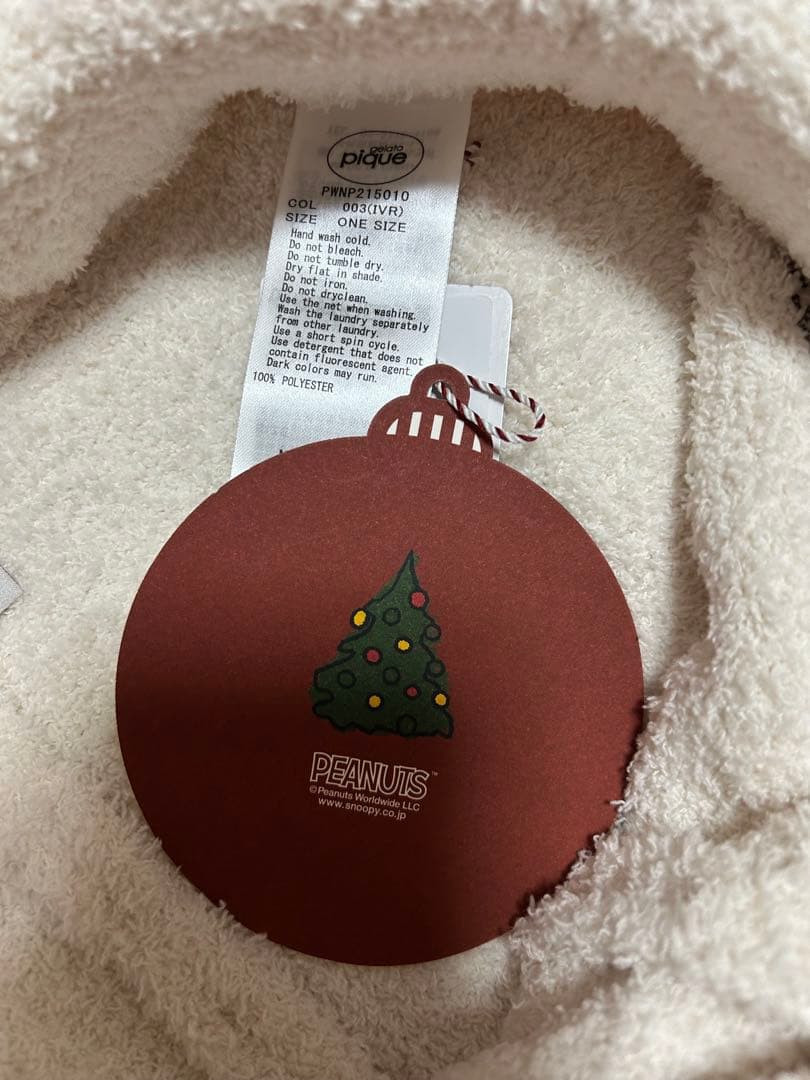 gelato
pique
PWNP215010
COL 003(IVR)
SIZE ONE SIZE
Hand wash cold.
Do not bleach.
Do not tumble dry.
Dry flat in shade.
Do not iron.
Do not dryclean.
Use the net when washing.
Wash the laundry separately
from other laundry.
Use a short spin cycle.
Use detergent that does not
contain fluorescent agent.
Dark colors may run.
100% POLYESTER
PEANUTS™
©Peanuts Worldwide LLC
www.snoopy.co.jp